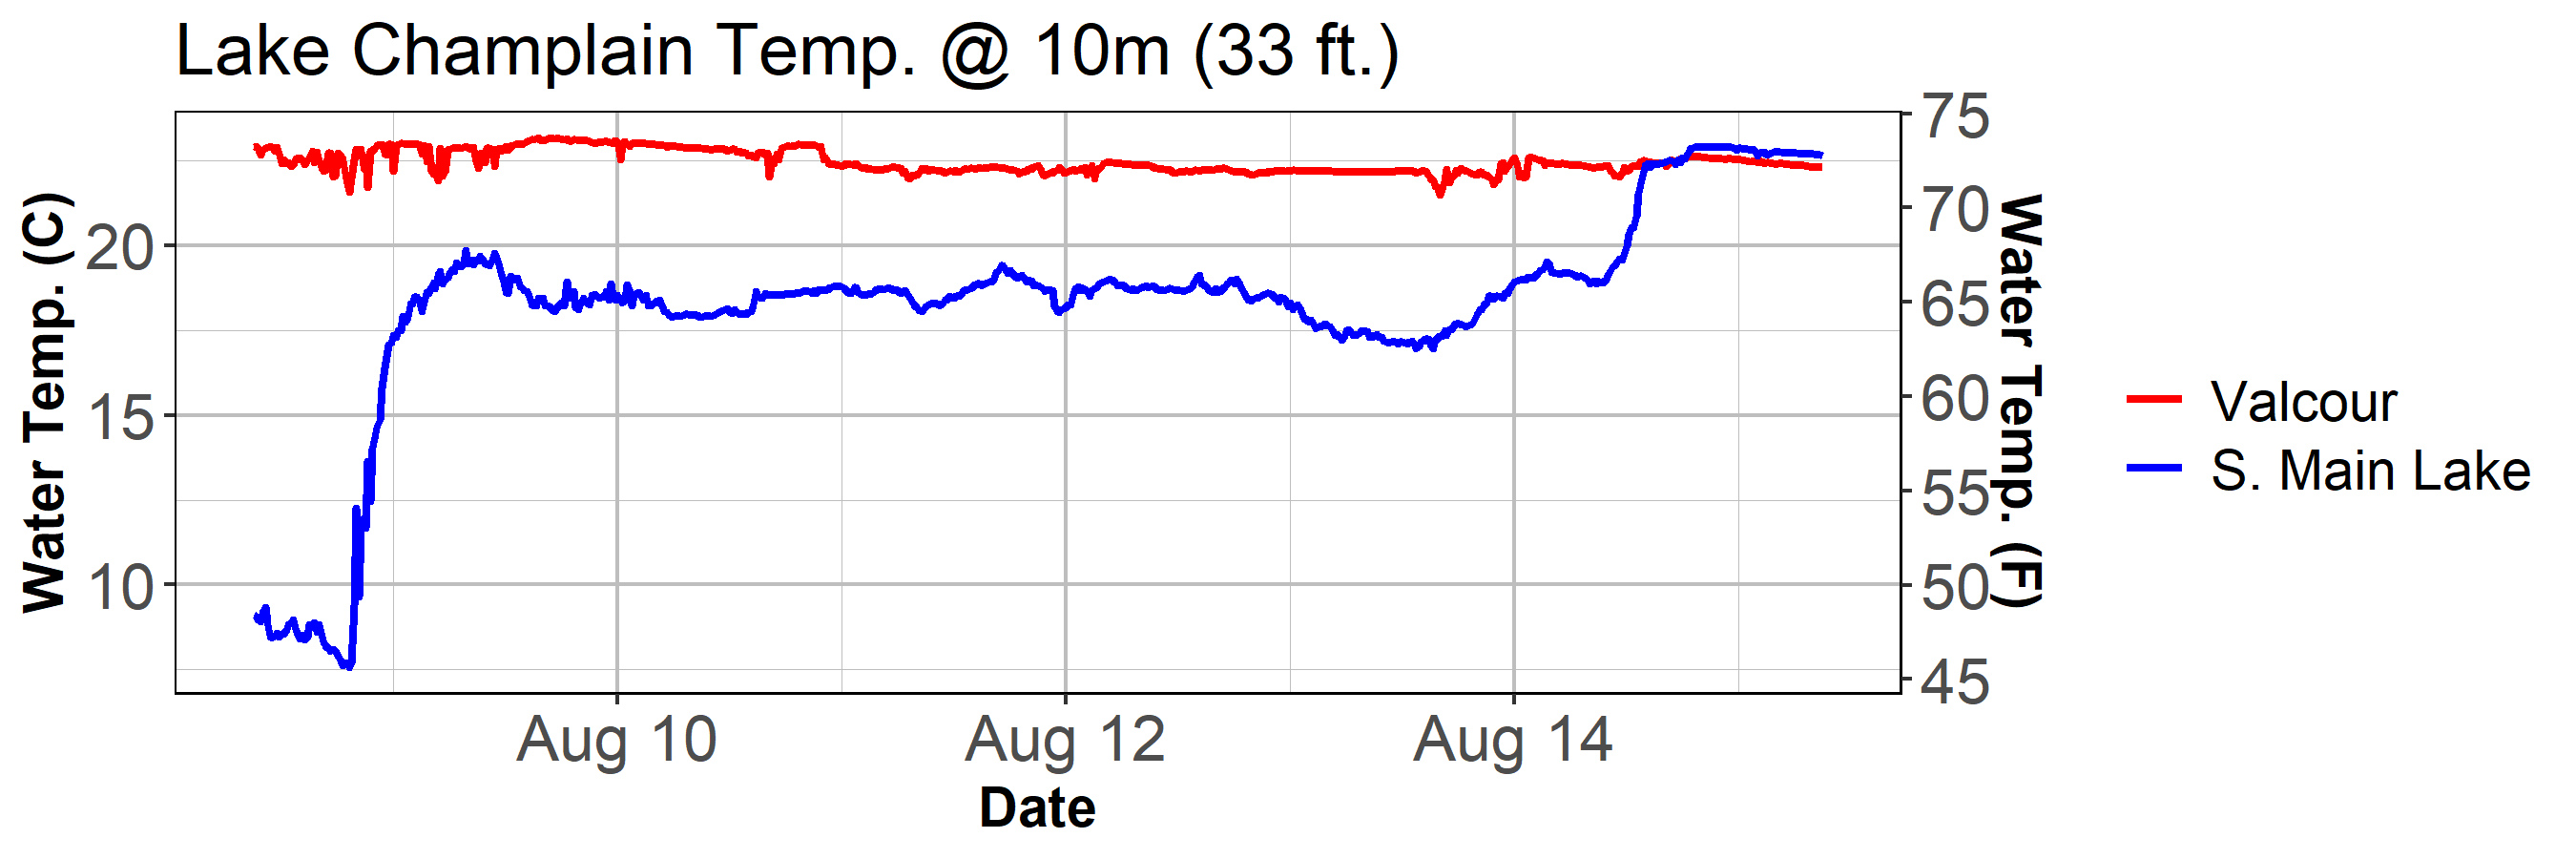 Lake Champlain Temp. @ 10m (33 ft.)
Water Temp. (C)
20
15
10
75
70
65
60
55
50
45
Water Temp. (F)
Aug 10
Aug 12
Aug 14
Date
Valcour
S. Main Lake